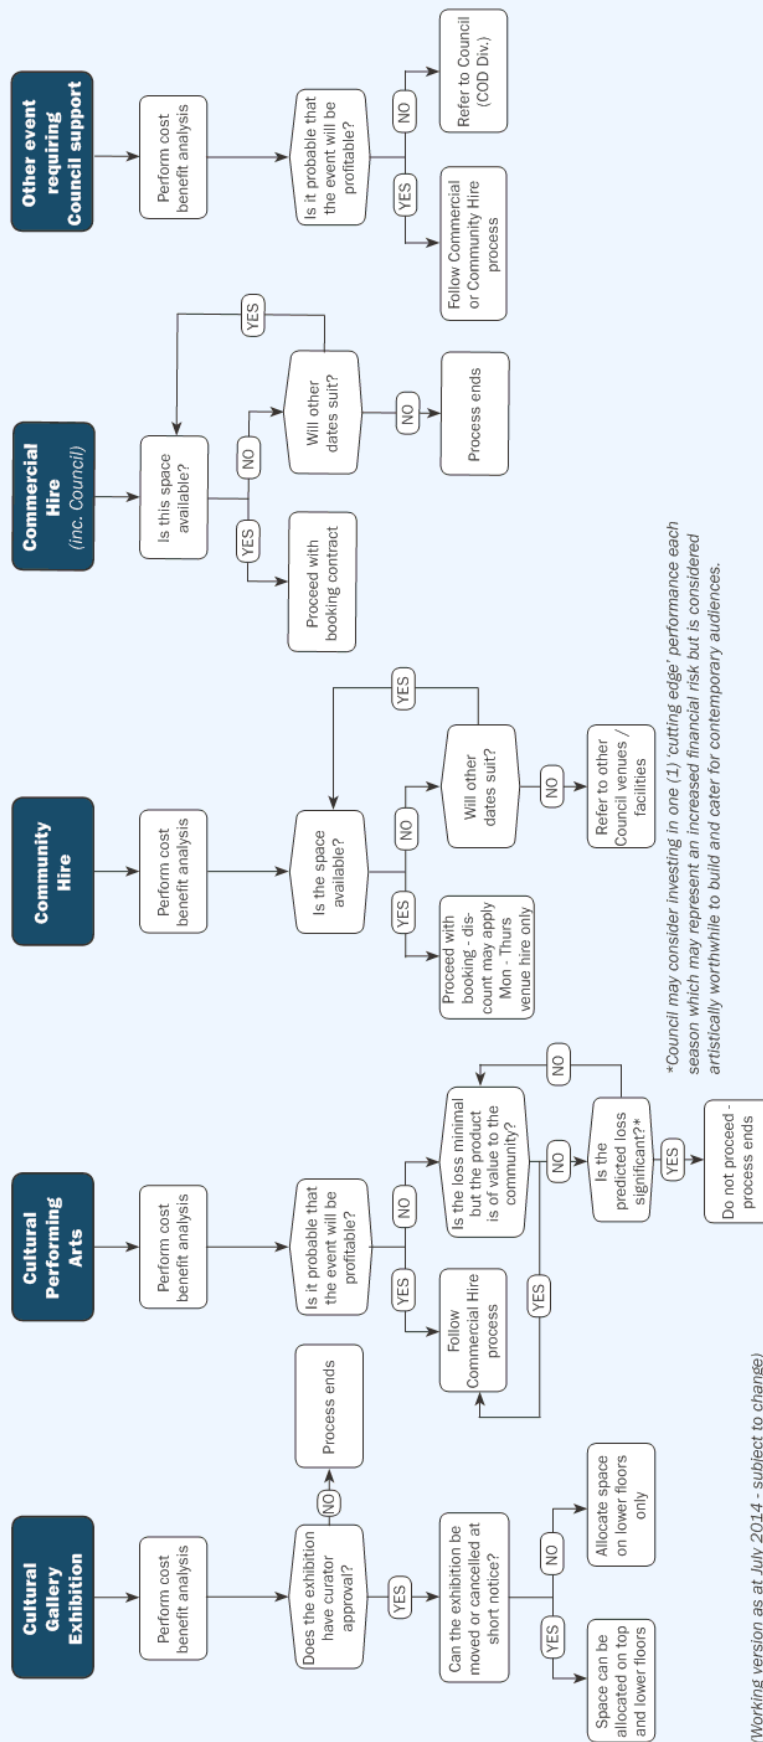 Cultural
Gallery
Exhibition
Perform cost
benefit analysis
Does the exhibition
have curator
approval?
NO
Process ends
YES
Can the exhibition be
moved or cancelled at
short notice?
YES
NO
Space can be
allocated on top
and lower floors
Allocate space
on lower floors
only
Cultural
Performing
Arts
Perform cost
benefit analysis
Is it probable that
the event will be
profitable?
YES
NO
Follow
Commercial Hire
process
Is the loss minimal
but the product
is of value to the
community?
YES
NO
NO
Is the
predicted loss
significant?*
YES
Do not proceed -
process ends
Community
Hire
Perform cost
benefit analysis
Is the space
available?
YES
NO
YES
Proceed with
booking - dis-
count may apply
Mon - Thurs
venue hire only
Will other
dates suit?
NO
Refer to other
Council venues /
facilities
Commercial
Hire
(inc. Council)
Is this space
available?
YES
NO
YES
Proceed with
booking contract
Will other
dates suit?
NO
Process ends
Other event
requiring
Council support
Perform cost
benefit analysis
Is it probable that
the event will be
profitable?
YES
NO
Follow Commercial
or Community Hire
process
Refer to Council
(COD Div.)
*Council may consider investing in one (1) 'cutting edge' performance each
season which may represent an increased financial risk but is considered
artistically worthwhile to build and cater for contemporary audiences.
(Working version as at July 2014 - subject to change)